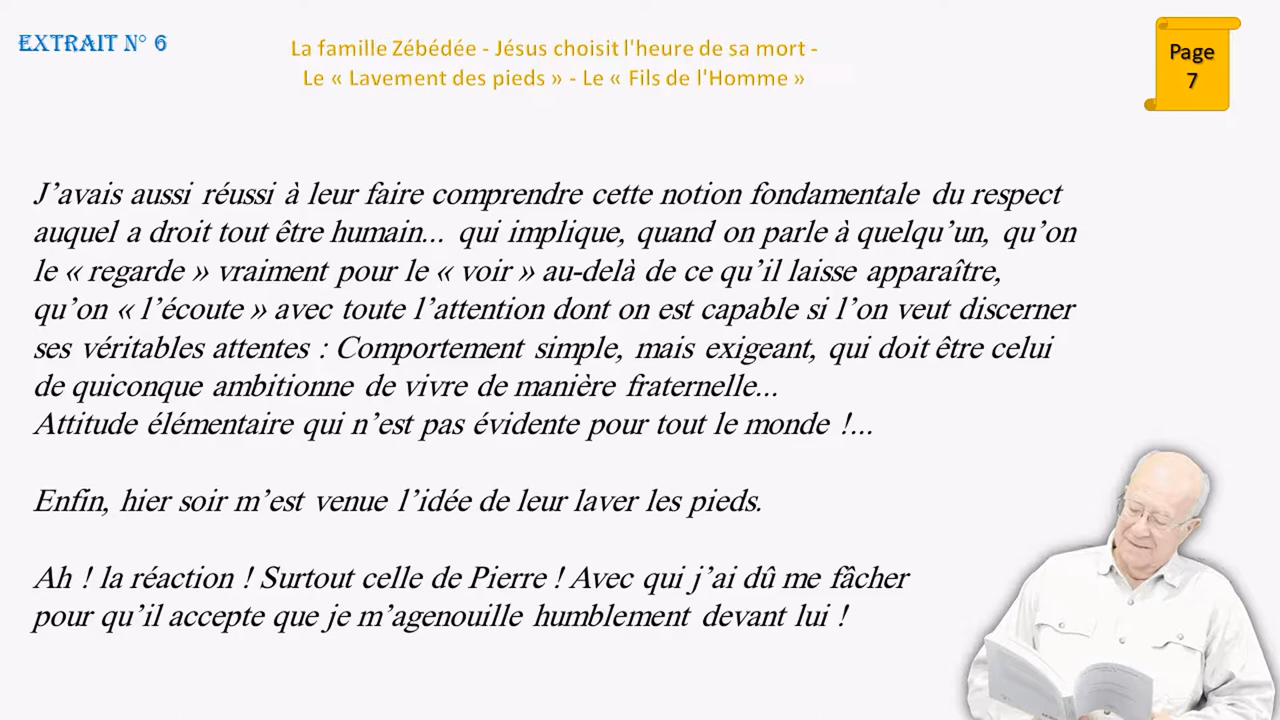 EXTRAIT N° 6
La famille Zébédée - Jésus choisit l'heure de sa mort -
Le « Lavement des pieds » - Le « Fils de l'Homme »
Page
7
J’avais aussi réussi à leur faire comprendre cette notion fondamentale du respect
auquel a droit tout être humain... qui implique, quand on parle à quelqu’un, qu’on
le « regarde » vraiment pour le « voir » au-delà de ce qu’il laisse apparaître,
qu’on « l’écoute » avec toute l’attention dont on est capable si l’on veut discerner
ses véritables attentes : Comportement simple, mais exigeant, qui doit être celui
de quiconque ambitionne de vivre de manière fraternelle...
Attitude élémentaire qui n’est pas évidente pour tout le monde !...
Enfin, hier soir m’est venue l’idée de leur laver les pieds.
Ah ! la réaction ! Surtout celle de Pierre ! Avec qui j’ai dû me fâcher
pour qu’il accepte que je m’agenouille humblement devant lui !